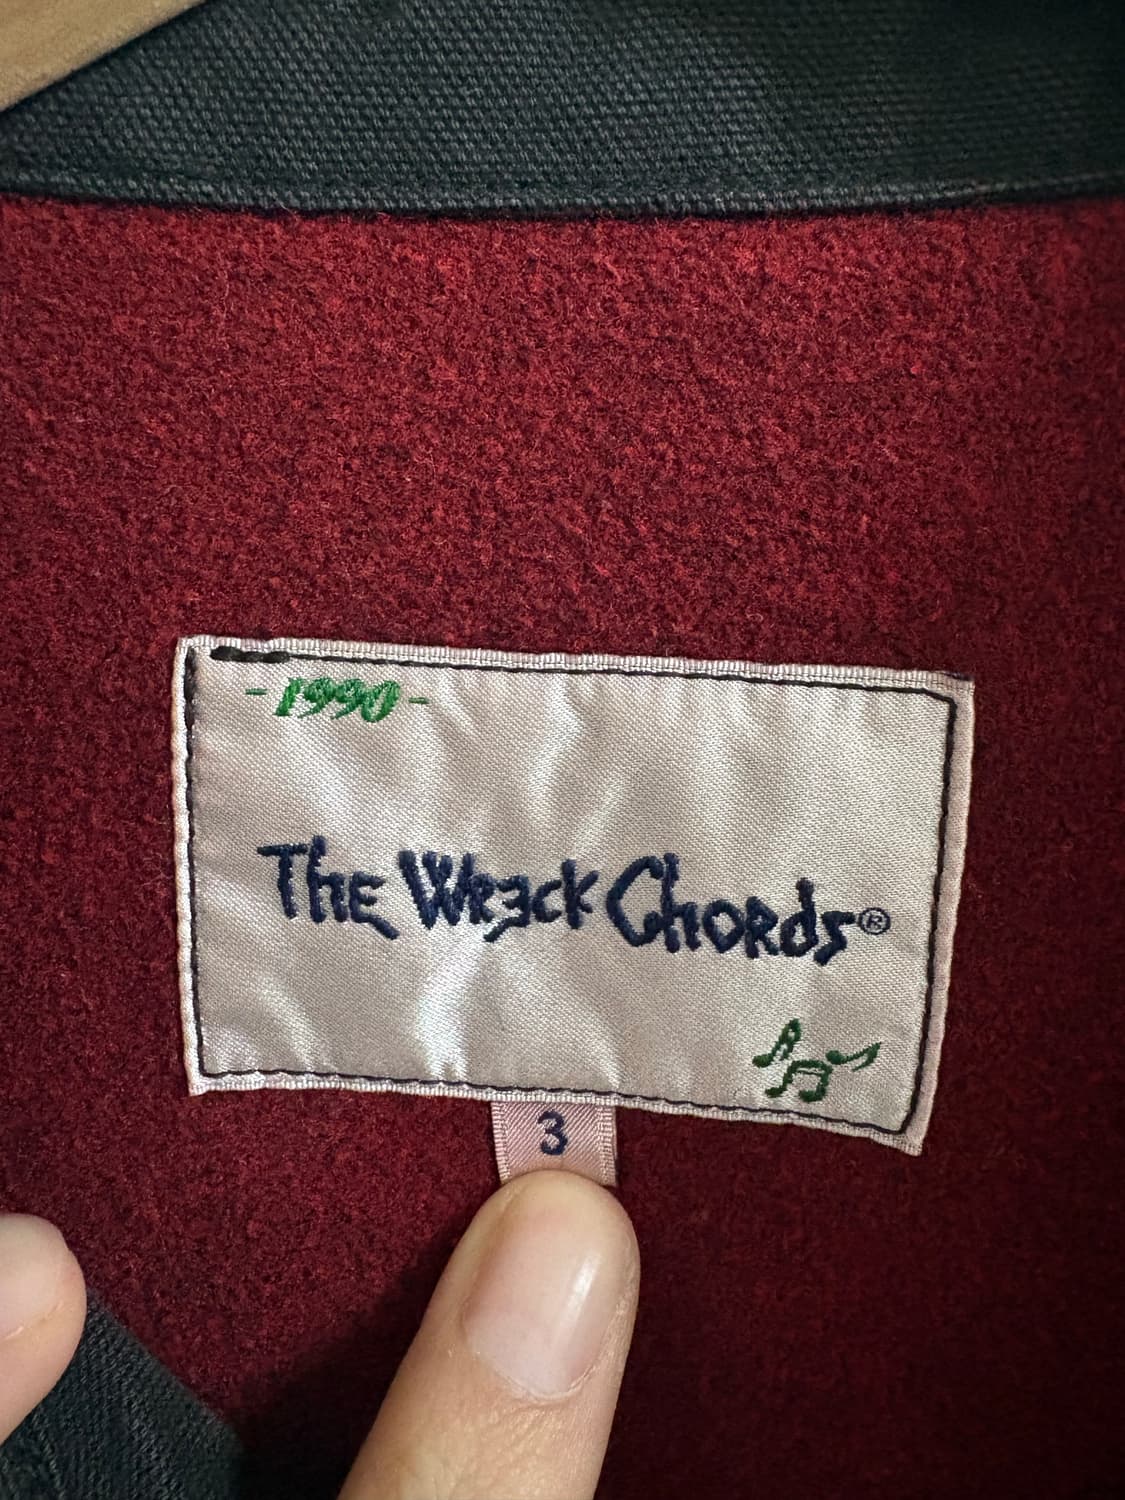 - 1990 -
The Wreck Chords®
3